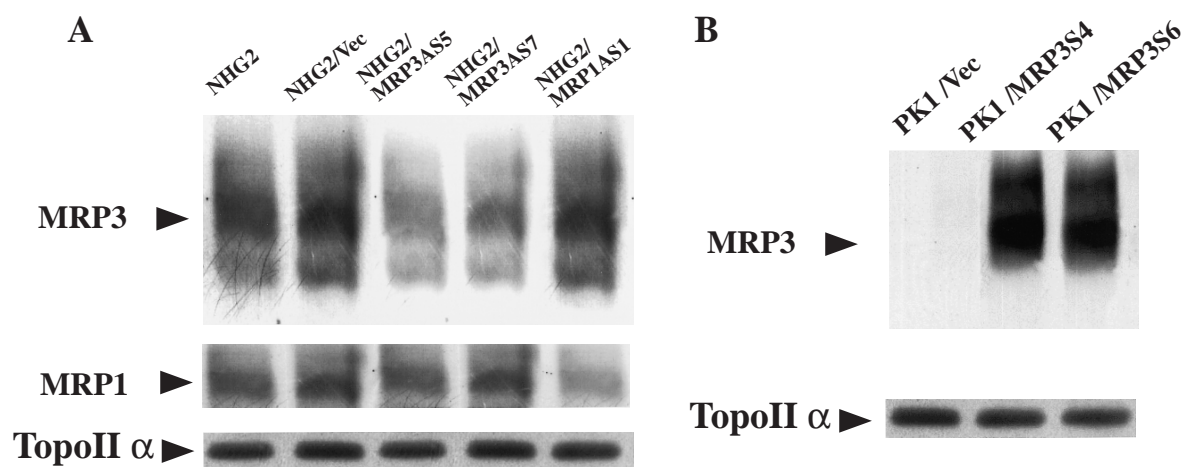 A
NHG2
NHG2/Vec
NHG2/
MRP3AS5
NHG2/
MRP3AS7
NHG2/
MRP1AS1
MRP3
MRP1
TopoII α
B
PK1 /Vec
PK1 /MRP3S4
PK1 /MRP3S6
MRP3
TopoII α